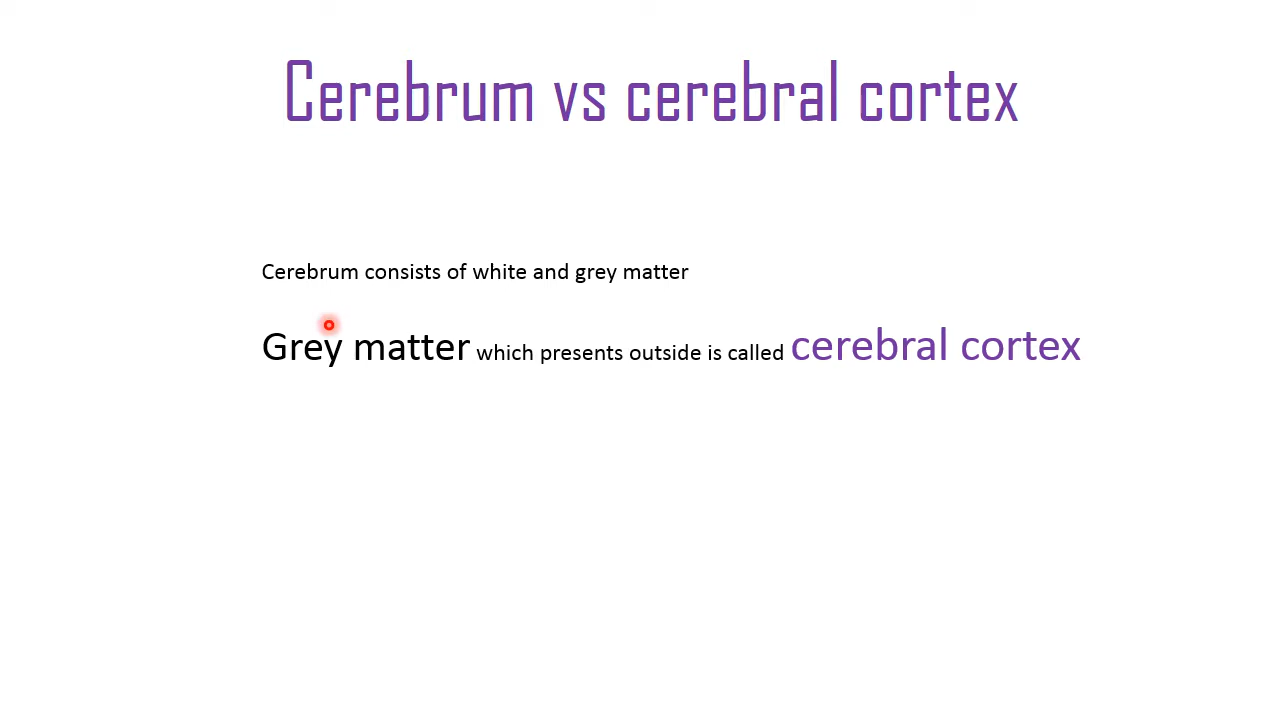 Cerebrum vs cerebral cortex
Cerebrum consists of white and grey matter
Grey matter which presents outside is called cerebral cortex